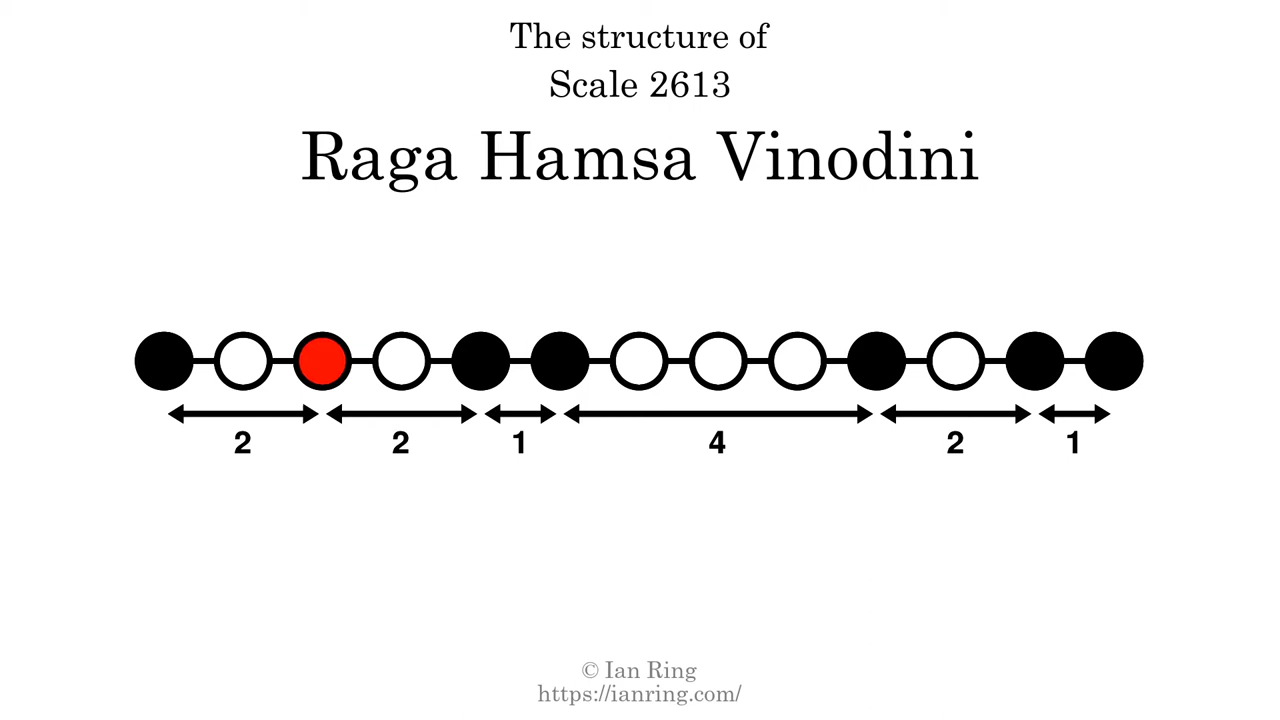 The structure of
Scale 2613
Raga Hamsa Vinodini
2 2 1 4 2 1
© Ian Ring
https://ianring.com/